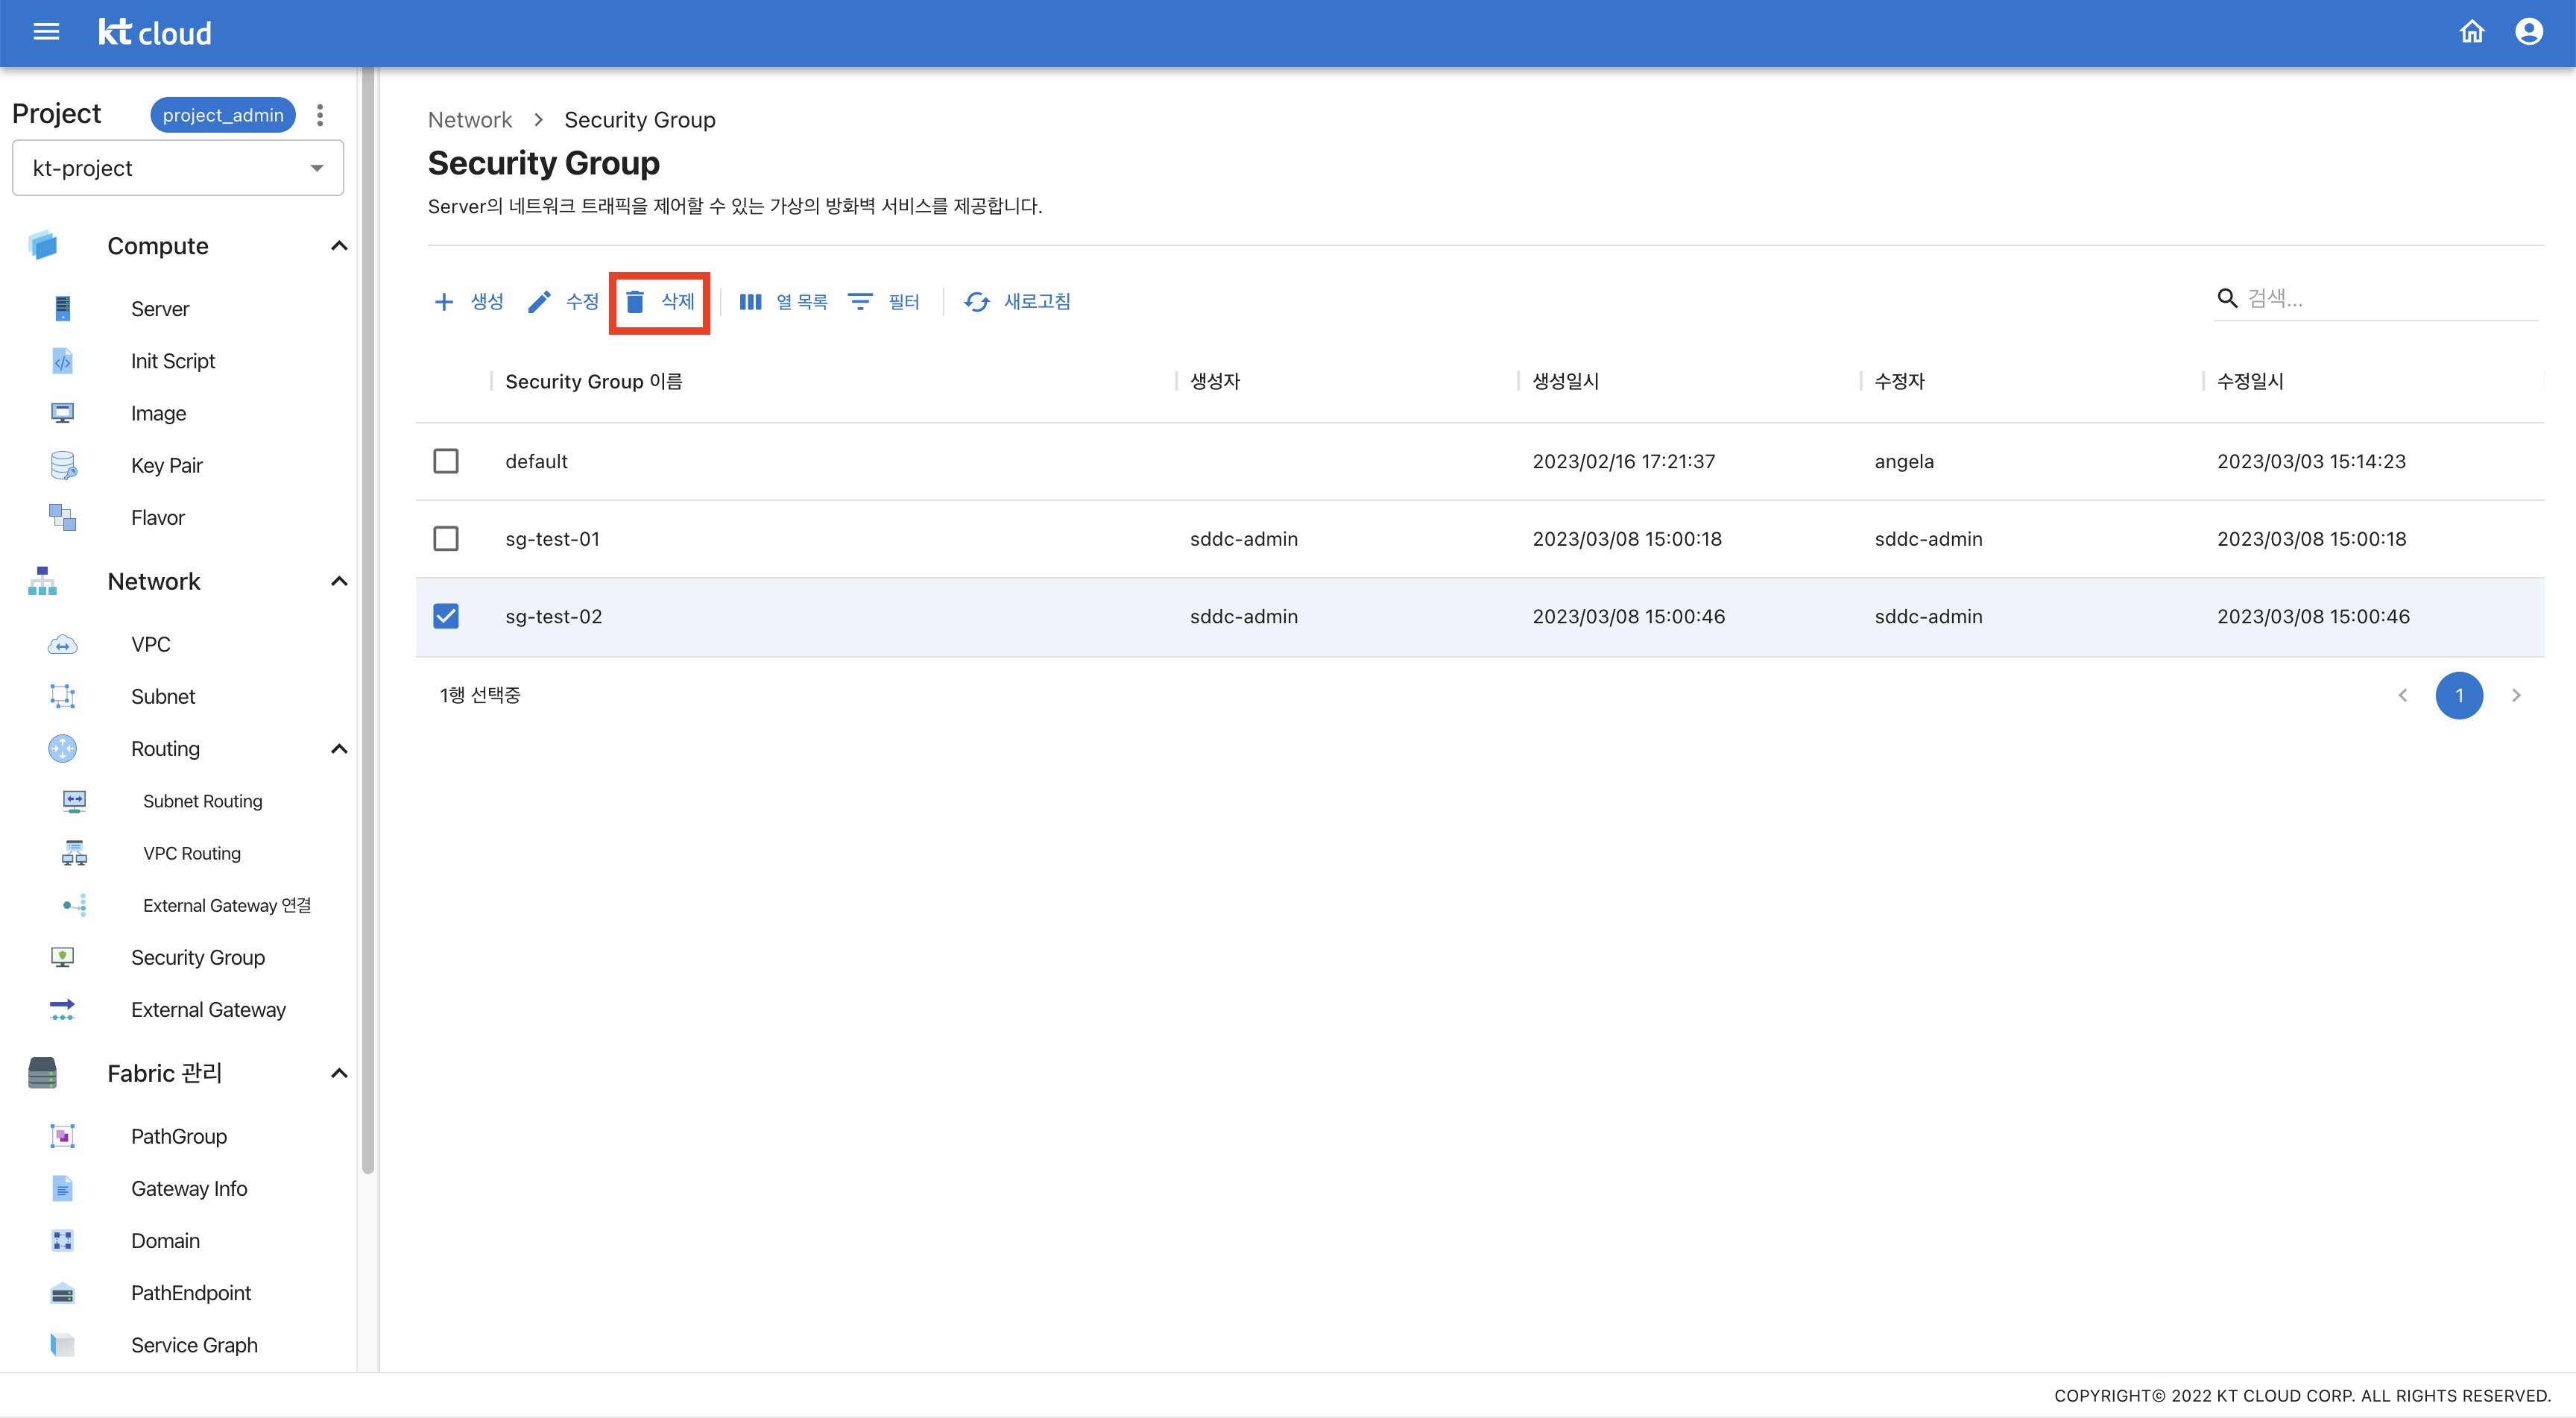 kt cloud
Project
project_admin
kt-project
Compute
Server
Init Script
Image
Key Pair
Flavor
Network
VPC
Subnet
Routing
Subnet Routing
VPC Routing
External Gateway 연결
Security Group
External Gateway
Fabric 관리
PathGroup
Gateway Info
Domain
PathEndpoint
Service Graph
Network > Security Group
Security Group
Server의 네트워크 트래픽을 제어할 수 있는 가상의 방화벽 서비스를 제공합니다.
생성 수정 삭제 열 목록 필터 새로고침 검색...
Security Group 이름 생성자 생성일시 수정자 수정일시
default 2023/02/16 17:21:37 angela 2023/03/03 15:14:23
sg-test-01 sddc-admin 2023/03/08 15:00:18 sddc-admin 2023/03/08 15:00:18
sg-test-02 sddc-admin 2023/03/08 15:00:46 sddc-admin 2023/03/08 15:00:46
1행 선택중 1
COPYRIGHT© 2022 KT CLOUD CORP. ALL RIGHTS RESERVED.